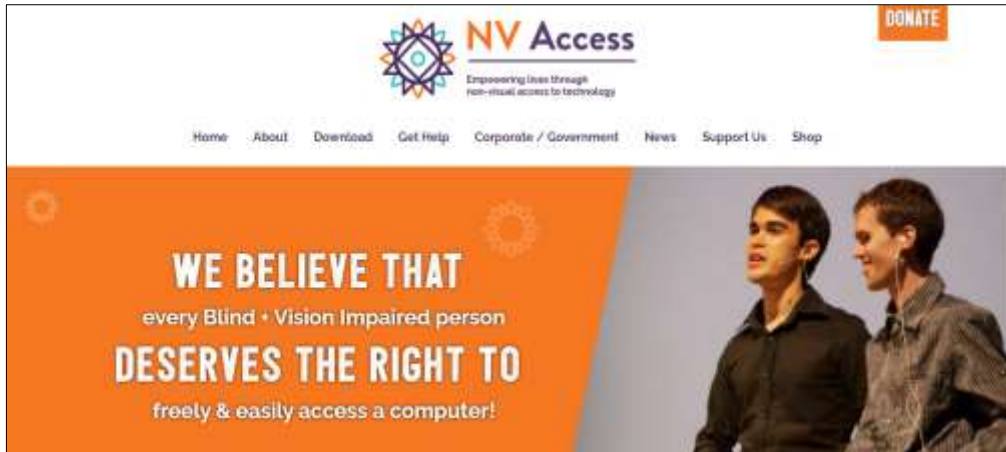 DONATE
NV Access
Empowering lives through
non-visual access to technology
Home About Download Get Help Corporate / Government News Support Us Shop
WE BELIEVE THAT
every Blind + Vision Impaired person
DESERVES THE RIGHT TO
freely & easily access a computer!